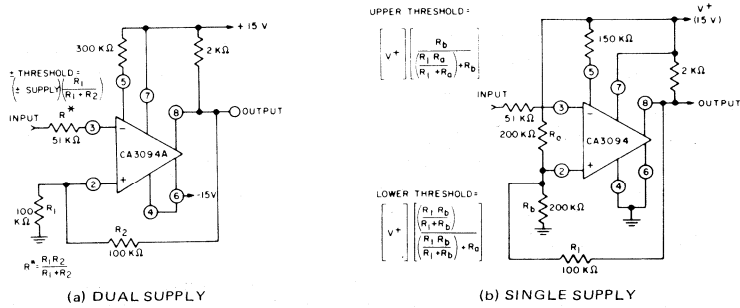 + 15 V
300 KΩ
2 KΩ
± THRESHOLD =
(± SUPPLY) (R1 / R1 + R2)
5
7
8
OUTPUT
R*
INPUT
3
−
51 KΩ
CA3094A
2
+
6
-15V
4
100 KΩ
R1
R2
100KΩ
R* = R1R2 / R1+R2
(a) DUAL SUPPLY
UPPER THRESHOLD =
[V+] [Rb / ((R1 Ra / R1 + Ra) + Rb)]
V+
(15 V)
150 KΩ
5
7
2 KΩ
8
OUTPUT
INPUT
3
−
51 KΩ
200 KΩ
Ra
CA3094
2
+
6
4
Rb
200 KΩ
LOWER THRESHOLD =
[V+] [(R1 Rb / R1 + Rb) / ((R1 Rb / R1 + Rb) + Ra)]
R1
100 KΩ
(b) SINGLE SUPPLY